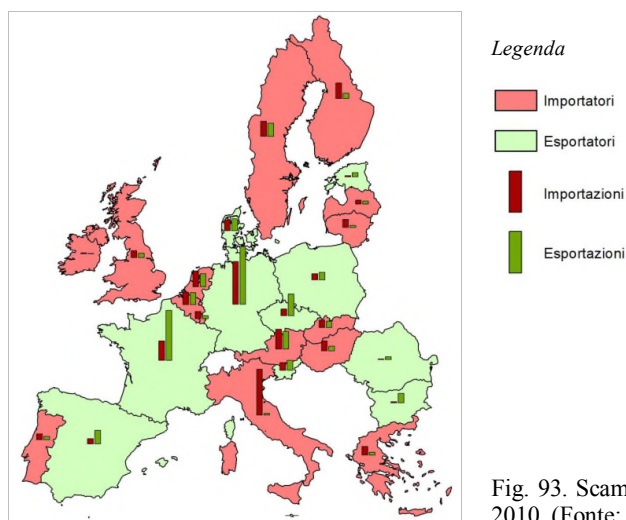 Legenda
Importatori
Esportatori
Importazioni
Esportazioni
Fig. 93. Scam
2010. (Fonte: